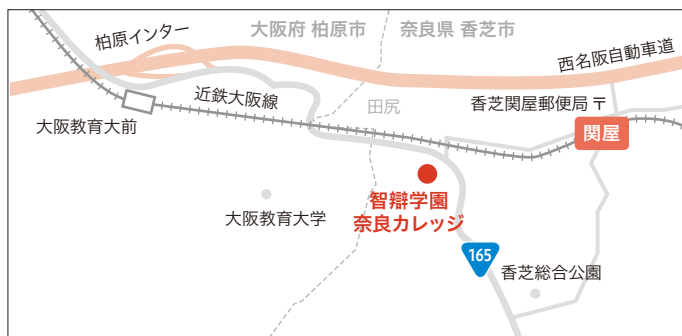 柏原インター
大阪府 柏原市
奈良県 香芝市
西名阪自動車道
近鉄大阪線
田尻
香芝関屋郵便局〒
大阪教育大前
関屋
智辯学園
奈良カレッジ
大阪教育大学
165
香芝総合公園